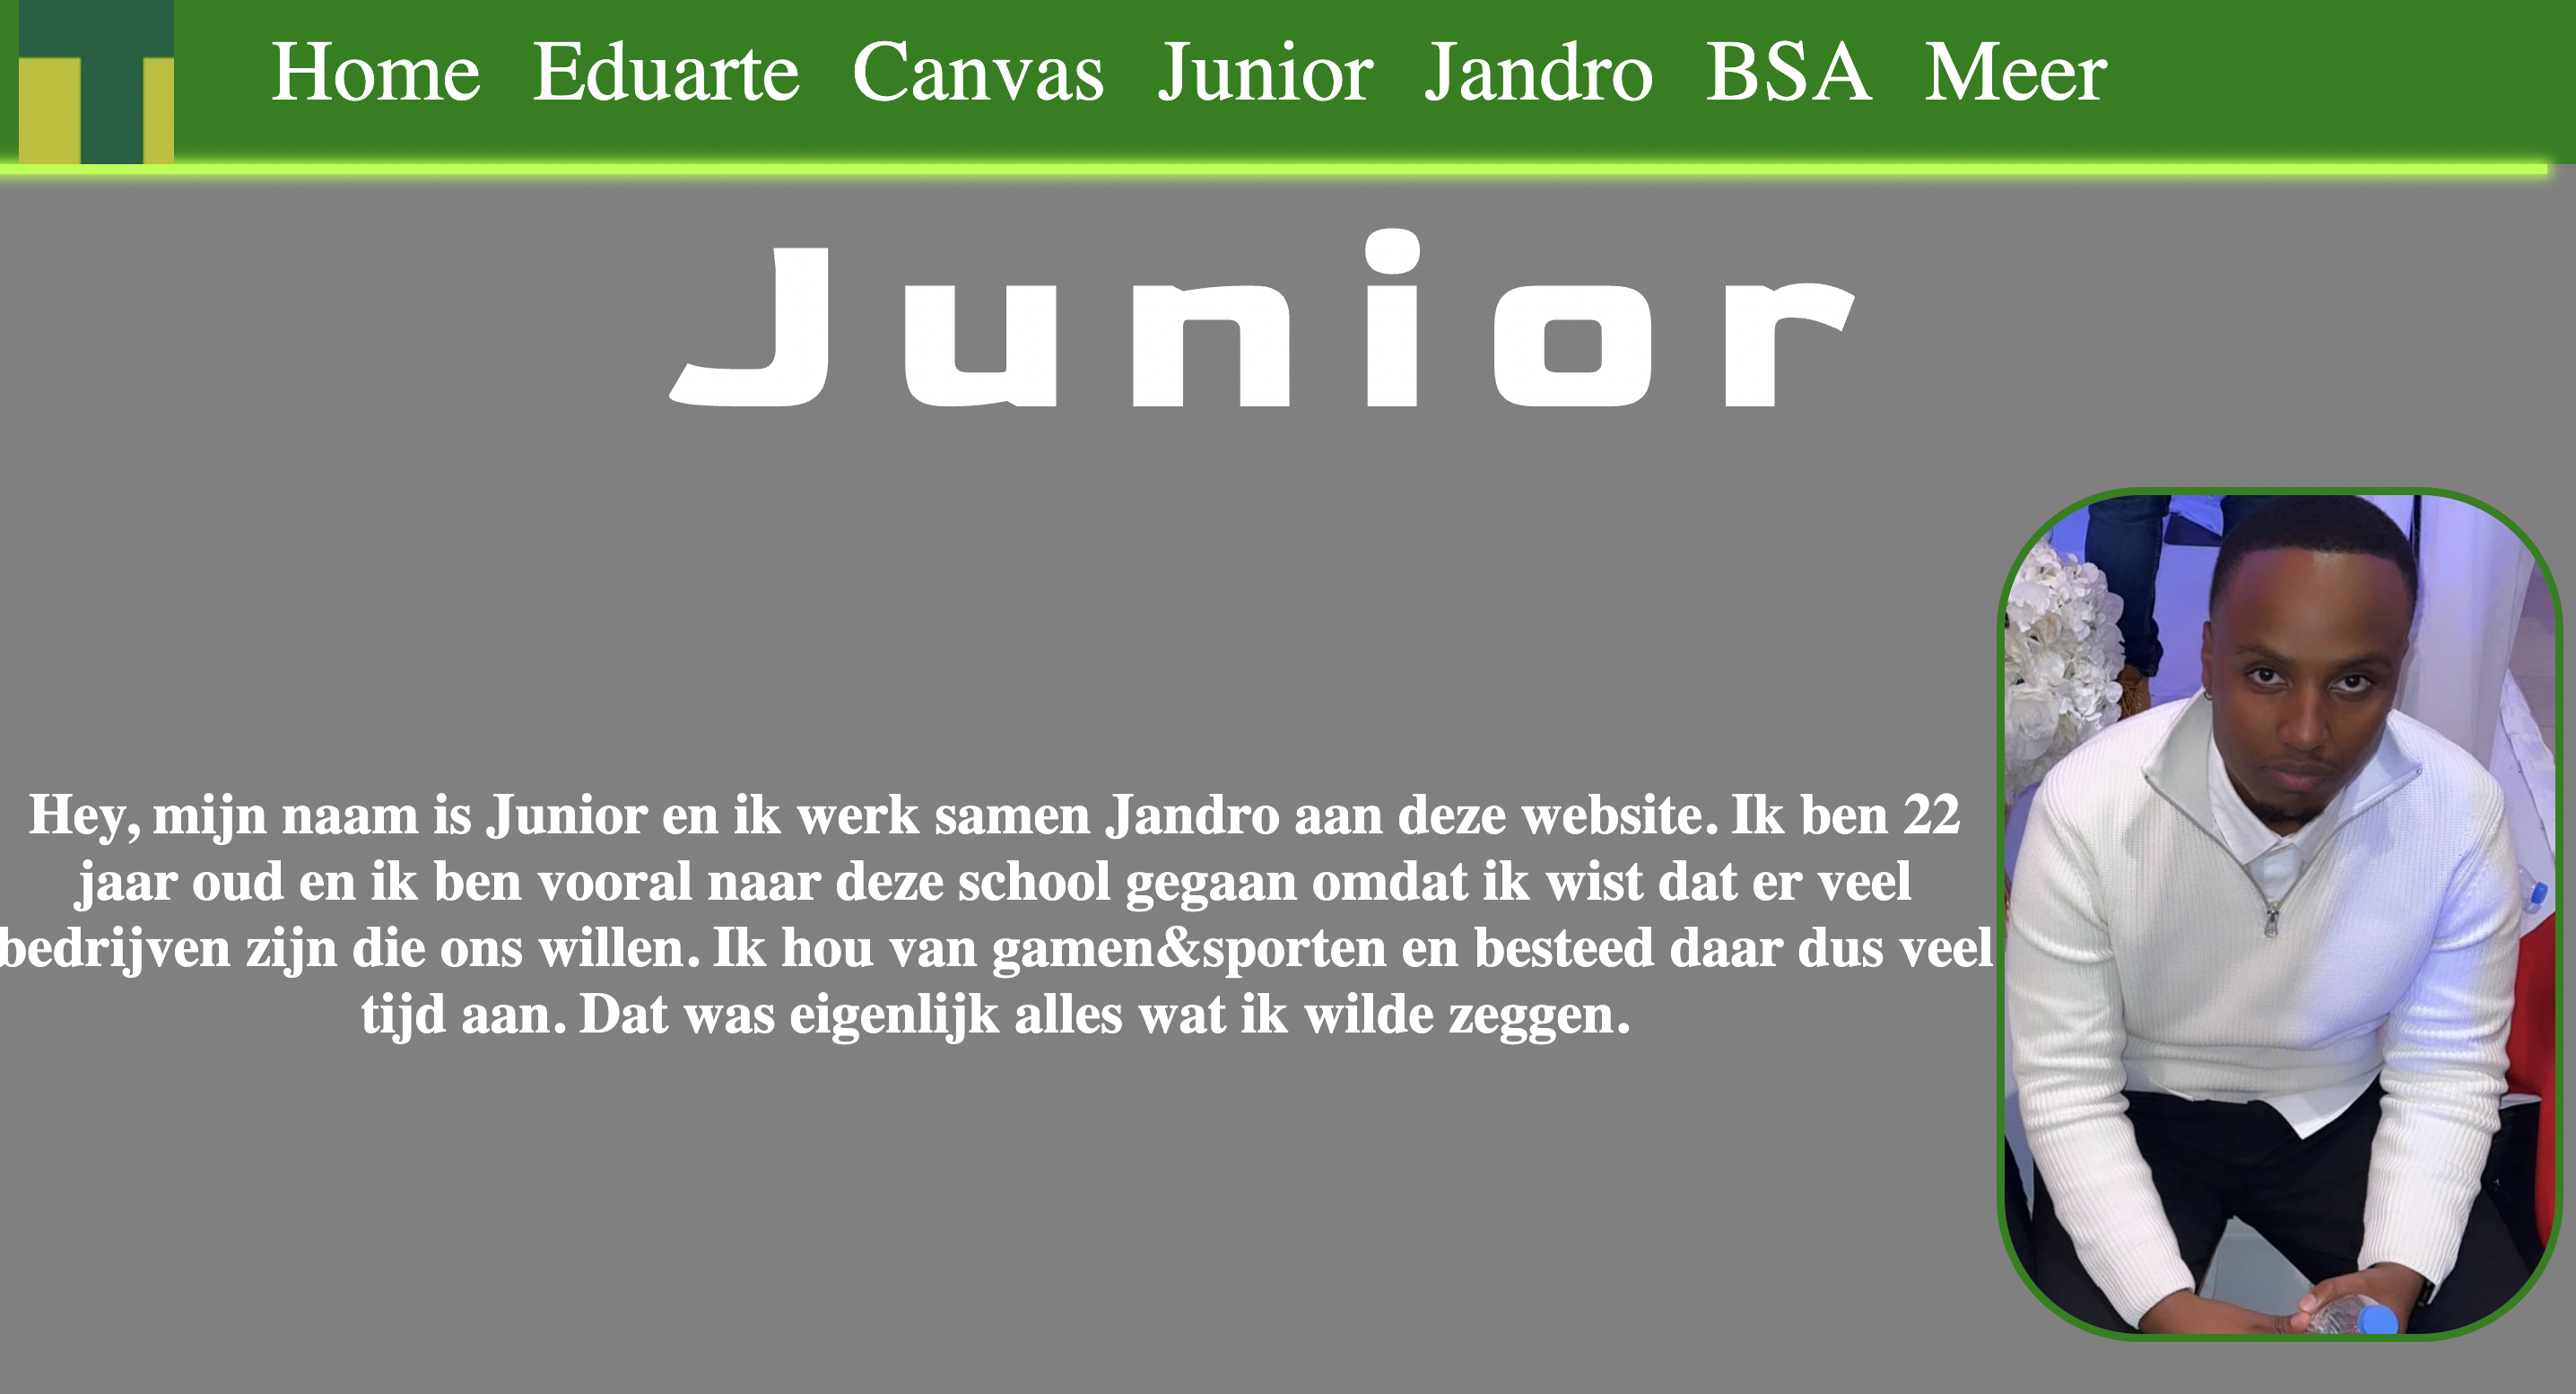 Home Eduarte Canvas Junior Jandro BSA Meer
Junior
Hey, mijn naam is Junior en ik werk samen Jandro aan deze website. Ik ben 22
jaar oud en ik ben vooral naar deze school gegaan omdat ik wist dat er veel
bedrijven zijn die ons willen. Ik hou van gamen&sporten en besteed daar dus veel
tijd aan. Dat was eigenlijk alles wat ik wilde zeggen.